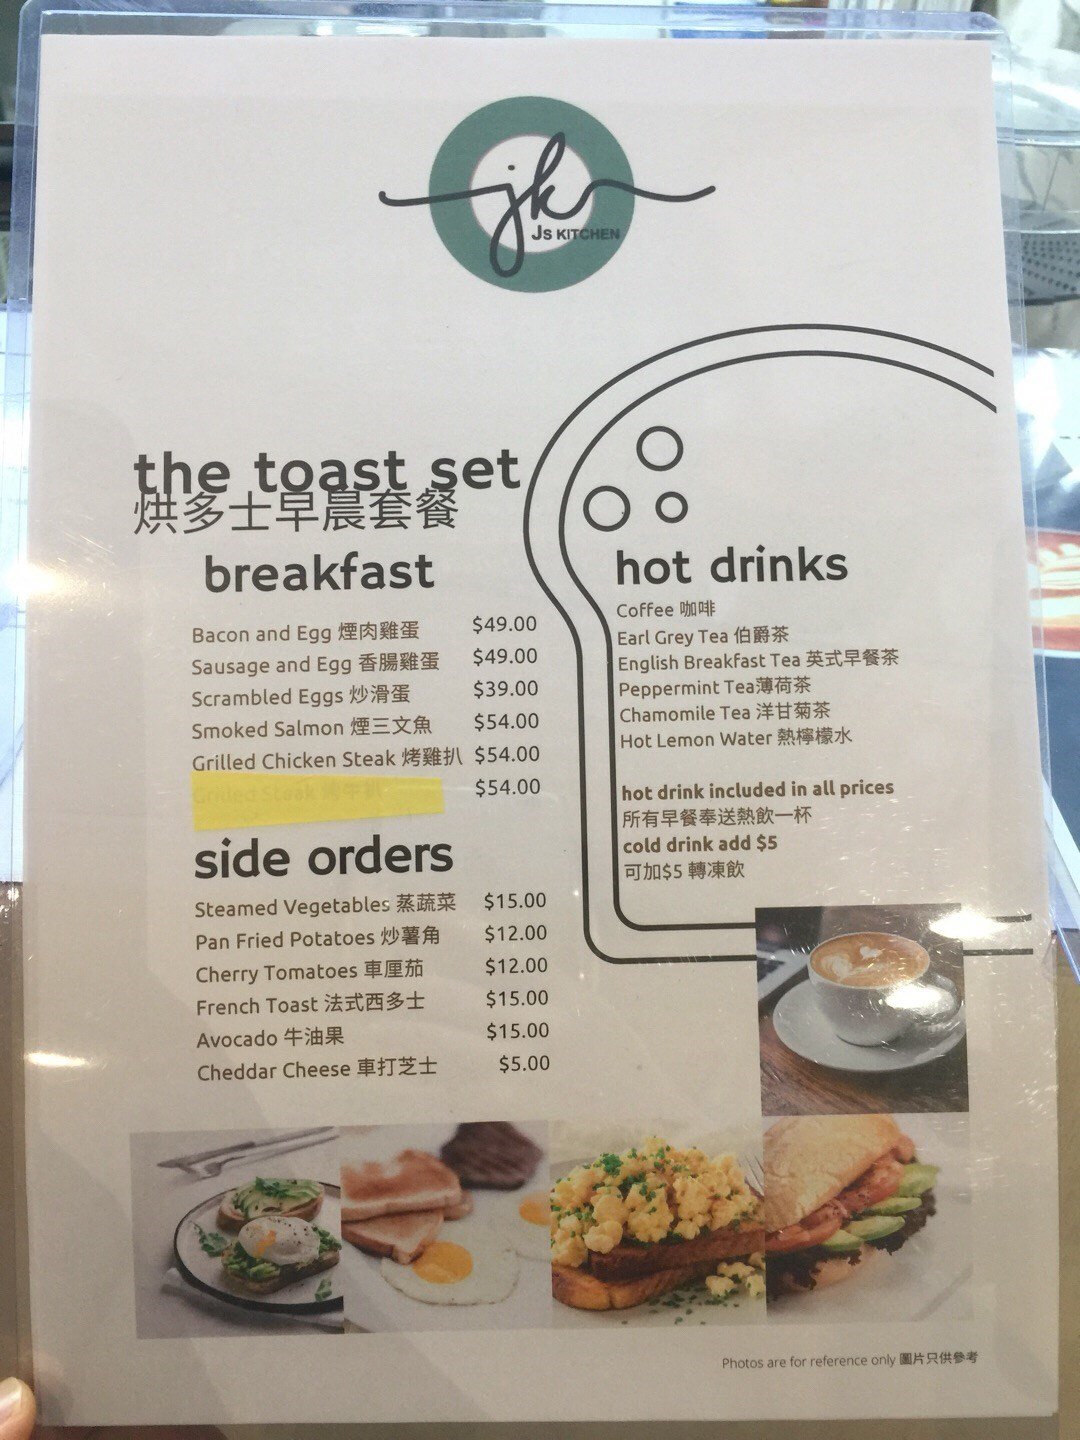 jk
JS KITCHEN
the toast set
烘多士早晨套餐
breakfast
Bacon and Egg 煙肉雞蛋 $49.00
Sausage and Egg 香腸雞蛋 $49.00
Scrambled Eggs 炒滑蛋 $39.00
Smoked Salmon 煙三文魚 $54.00
Grilled Chicken Steak 烤雞扒 $54.00
Grilled Steak 烤牛扒 $54.00
side orders
Steamed Vegetables 蒸蔬菜 $15.00
Pan Fried Potatoes 炒薯角 $12.00
Cherry Tomatoes 車厘茄 $12.00
French Toast 法式西多士 $15.00
Avocado 牛油果 $15.00
Cheddar Cheese 車打芝士 $5.00
hot drinks
Coffee 咖啡
Earl Grey Tea 伯爵茶
English Breakfast Tea 英式早餐茶
Peppermint Tea薄荷茶
Chamomile Tea 洋甘菊茶
Hot Lemon Water 熱檸檬水
hot drink included in all prices
所有早餐奉送熱飲一杯
cold drink add $5
可加$5 轉凍飲
Photos are for reference only 圖片只供參考